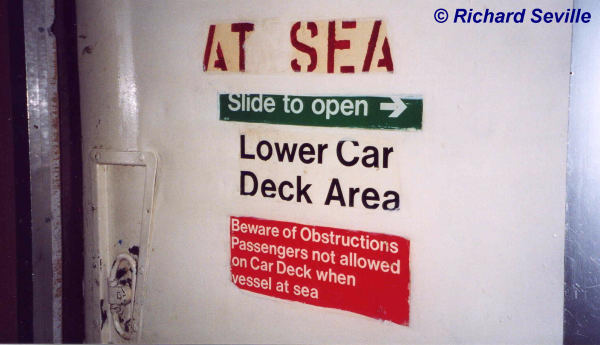 © Richard Seville
AT SEA
Slide to open →
Lower Car
Deck Area
Beware of Obstructions
Passengers not allowed
on Car Deck when
vessel at sea